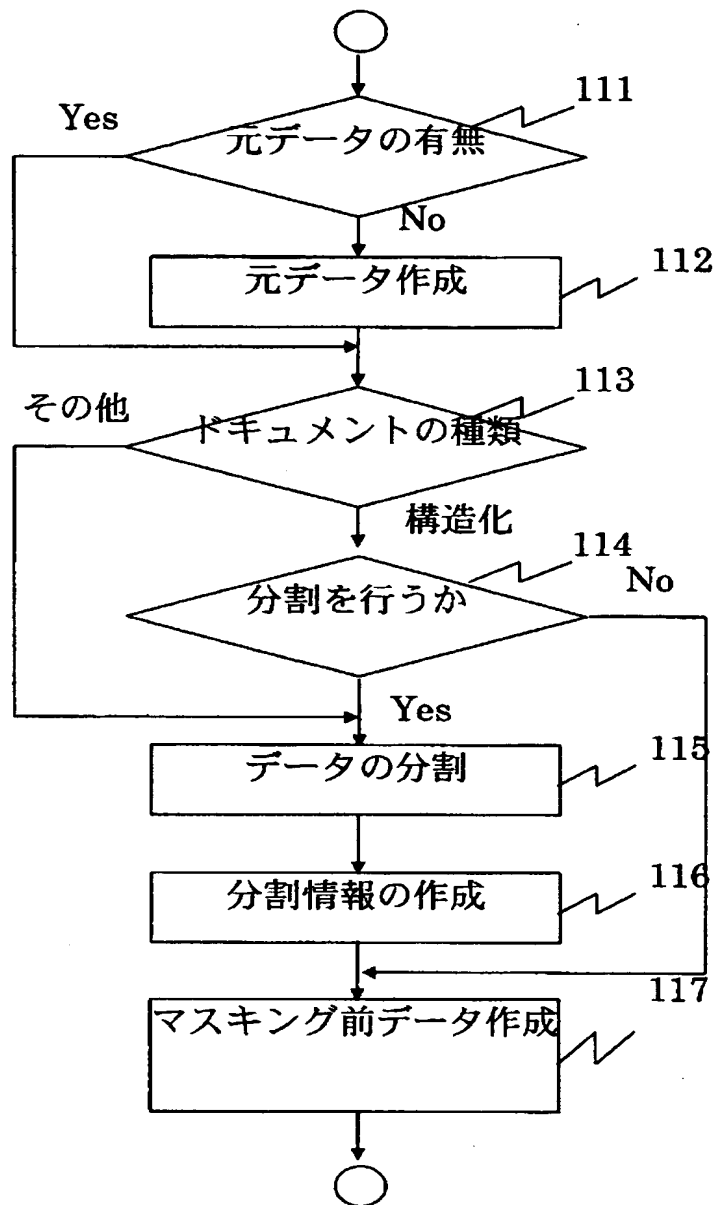 111
Yes
元データの有無
No
112
元データ作成
113
その他
ドキュメントの種類
構造化
114
No
分割を行うか
Yes
115
データの分割
116
分割情報の作成
117
マスキング前データ作成